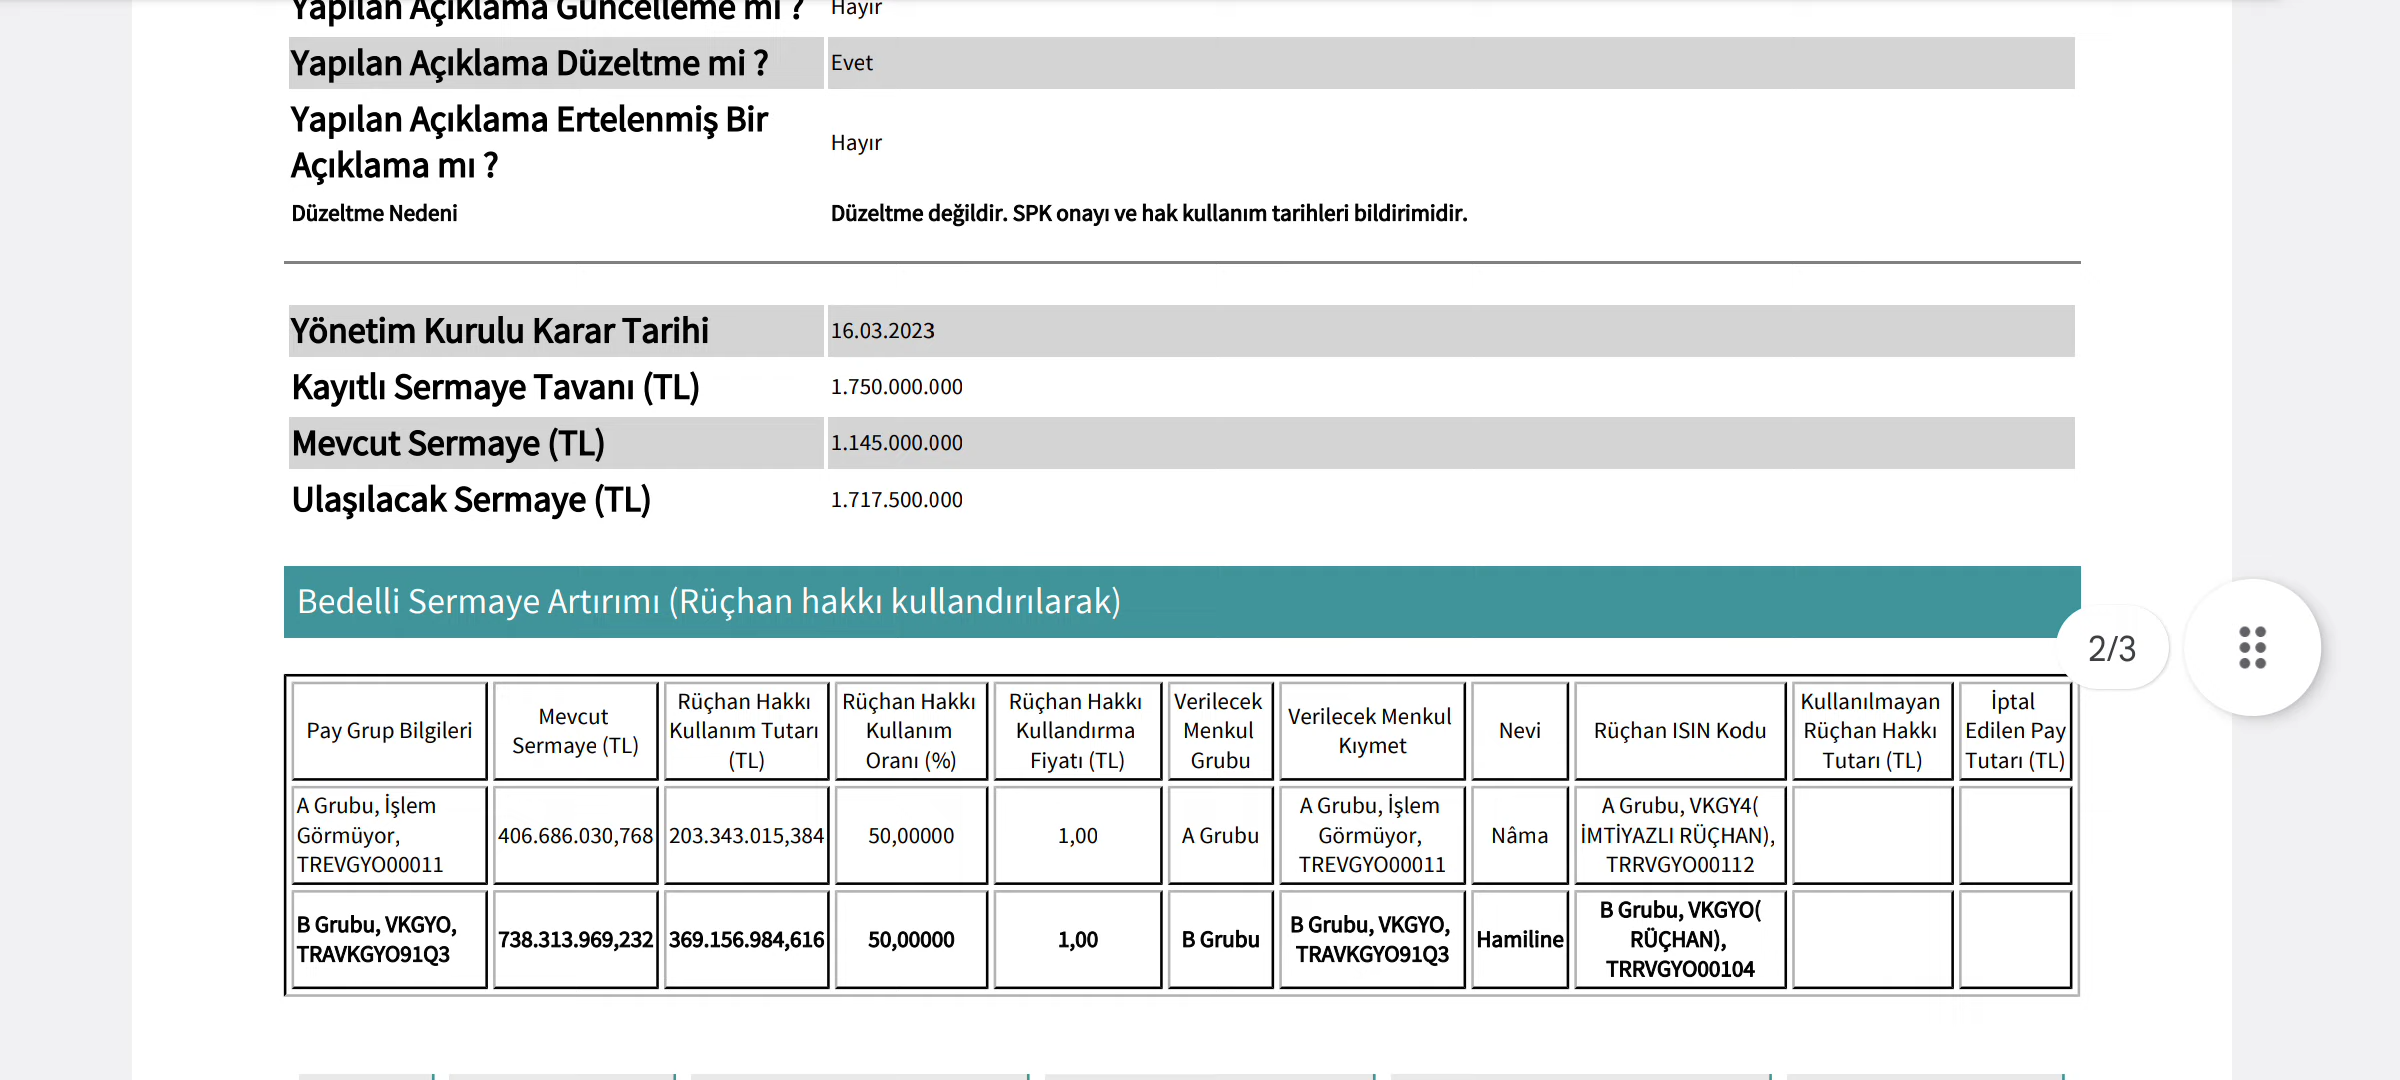 Yapılan Açıklama Güncelleme mi ? Hayır
Yapılan Açıklama Düzeltme mi ? Evet
Yapılan Açıklama Ertelenmiş Bir
Açıklama mı ? Hayır
Düzeltme Nedeni Düzeltme değildir. SPK onayı ve hak kullanım tarihleri bildirimidir.
Yönetim Kurulu Karar Tarihi 16.03.2023
Kayıtlı Sermaye Tavanı (TL) 1.750.000.000
Mevcut Sermaye (TL) 1.145.000.000
Ulaşılacak Sermaye (TL) 1.717.500.000
Bedelli Sermaye Artırımı (Rüçhan hakkı kullandırılarak)
2/3
Pay Grup Bilgileri
Mevcut
Sermaye (TL)
Rüçhan Hakkı
Kullanım Tutarı
(TL)
Rüçhan Hakkı
Kullanım
Oranı (%)
Rüçhan Hakkı
Kullandırma
Fiyatı (TL)
Verilecek
Menkul
Grubu
Verilecek Menkul
Kıymet
Nevi
Rüçhan ISIN Kodu
Kullanılmayan
Rüçhan Hakkı
Tutarı (TL)
İptal
Edilen Pay
Tutarı (TL)
A Grubu, İşlem
Görmüyor,
TREVGYO00011
406.686.030,768
203.343.015,384
50,00000
1,00
A Grubu
A Grubu, İşlem
Görmüyor,
TREVGYO00011
Nâma
A Grubu, VKGY4(
İMTİYAZLI RÜÇHAN),
TRRVGYO00112
B Grubu, VKGYO,
TRAVKGYO91Q3
738.313.969,232
369.156.984,616
50,00000
1,00
B Grubu
B Grubu, VKGYO,
TRAVKGYO91Q3
Hamiline
B Grubu, VKGYO(
RÜÇHAN),
TRRVGYO00104